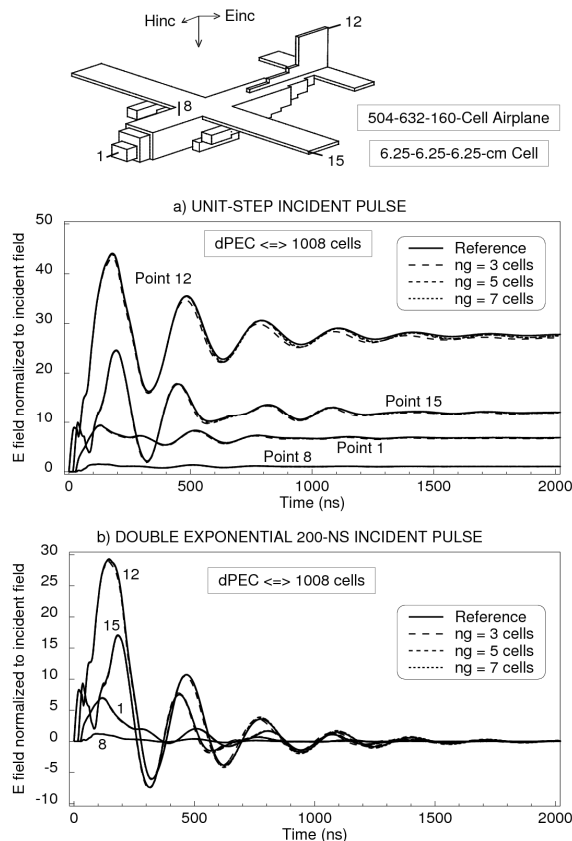 Hinc
Einc
12
8
1
15
504-632-160-Cell Airplane
6.25-6.25-6.25-cm Cell
a) UNIT-STEP INCIDENT PULSE
E field normalized to incident field
50
40
30
20
10
0
dPEC <=> 1008 cells
Reference
ng = 3 cells
ng = 5 cells
ng = 7 cells
Point 12
Point 15
Point 1
Point 8
0
500
1000
1500
2000
Time (ns)
b) DOUBLE EXPONENTIAL 200-NS INCIDENT PULSE
E field normalized to incident field
30
25
20
15
10
5
0
-5
-10
dPEC <=> 1008 cells
Reference
ng = 3 cells
ng = 5 cells
ng = 7 cells
12
15
1
8
0
500
1000
1500
2000
Time (ns)